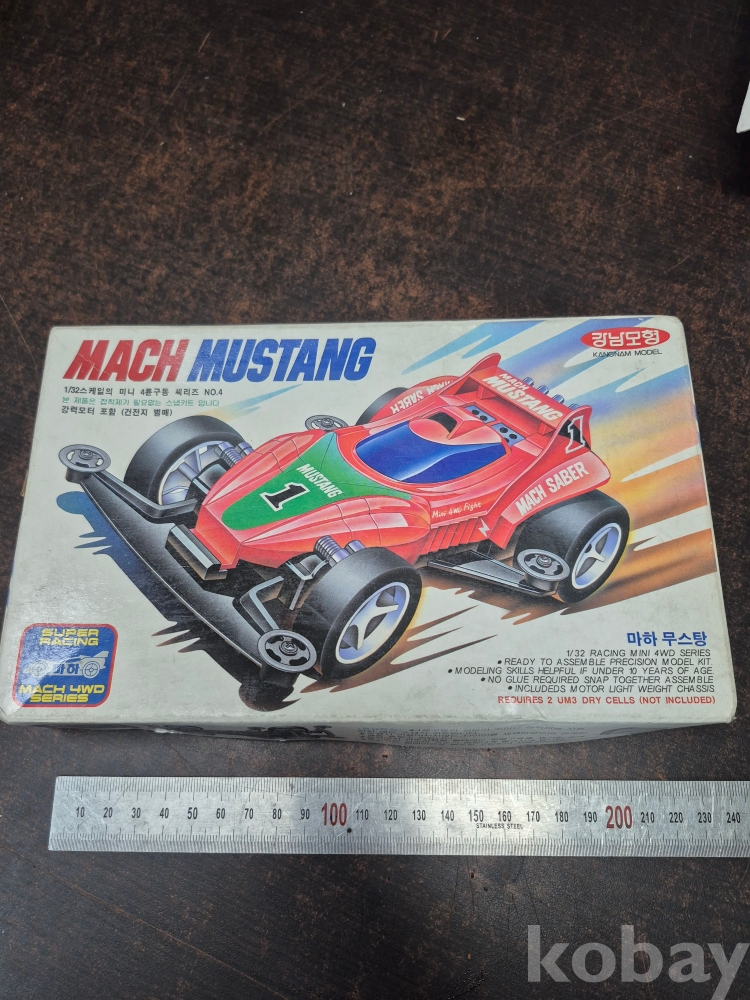 MACH MUSTANG
강남모형
KANGNAM MODEL
1/32스케일의 미니 4륜구동 씨리즈 NO.4
본 제품은 접착제가 필요없는 스냅키트 입니다
강력모터 포함 (건전지 별매)
MACH SABER
MACH
MUSTANG
1
MUSTANG
1
MACH SABER
Mini 4WD Fight
SUPER
RACING
마하
MACH 4WD
SERIES
마하 무스탕
1/32 RACING MINI 4WD SERIES
• READY TO ASSEMBLE PRECISION MODEL KIT.
• MODELING SKILLS HELPFUL IF UNDER 10 YEARS OF AGE.
• NO GLUE REQUIRED SNAP TOGETHER ASSEMBLE
• INCLUDEDS MOTOR LIGHT WEIGHT CHASSIS
REQUIRES 2 UM3 DRY CELLS (NOT INCLUDED)
10 20 30 40 50 60 70 80 90 100 110 120 130 140 150 160 170 180 190 200 210 220 230 240
STAINLESS STEEL
kobay